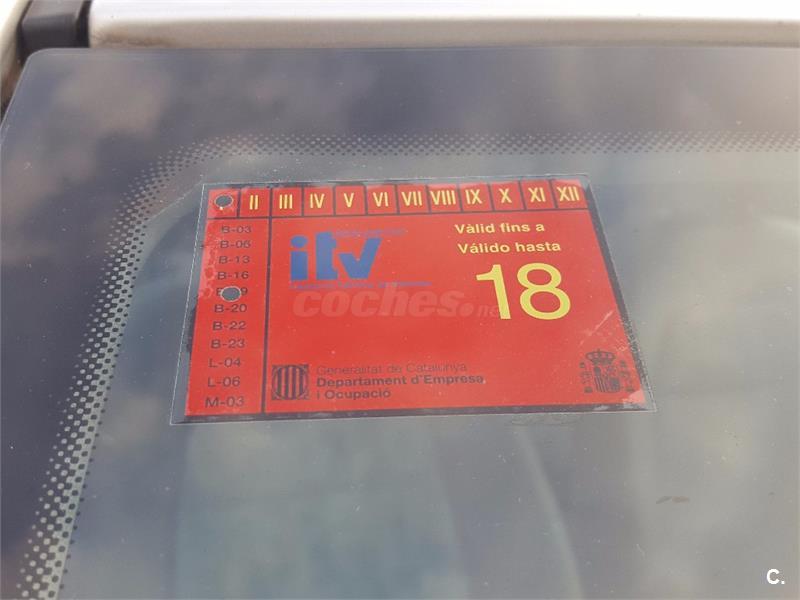 II III IV V VI VII VIII IX X XI XII
B-03
B-06
B-13
B-16
B-20
B-22
B-23
L-04
L-06
M-03
itv
Vàlid fins a
Válido hasta
18
coches.net
Generalitat de Catalunya
Departament d'Empresa
i Ocupació
C.